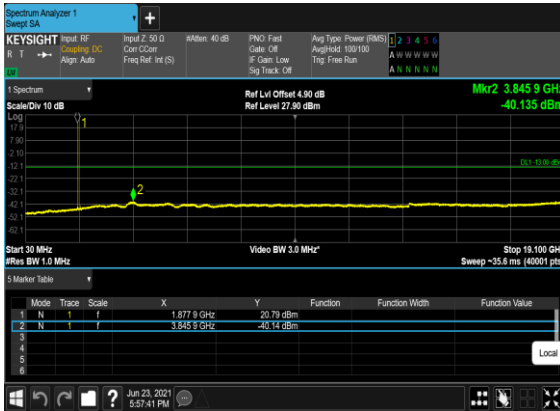 Spectrum Analyzer 1
Swept SA
KEYSIGHT
R T
Input: RF
Coupling: DC
Align: Auto
Input Z: 50 Ω
Corr CCorr
Freq Ref: Int (S)
#Atten: 40 dB
PNO: Fast
Gate: Off
IF Gain: Low
Sig Track: Off
Avg Type: Power (RMS)
Avg|Hold: 100/100
Trig: Free Run
1 2 3 4 5 6
A W W W W W
A N N N N N
1 Spectrum
Scale/Div 10 dB
Ref Lvl Offset 4.90 dB
Ref Level 27.90 dBm
Mkr2 3.845 9 GHz
-40.135 dBm
Log
17.9
7.90
-2.10
-12.1
-22.1
-32.1
-42.1
-52.1
-62.1
1
2
DL1 -13.00 dBm
Start 30 MHz
#Res BW 1.0 MHz
Video BW 3.0 MHz*
Stop 19.100 GH
Sweep ~35.6 ms (40001 pts
5 Marker Table
Mode Trace Scale X Y Function Function Width Function Value
1 N 1 f 1.877 9 GHz 20.79 dBm
2 N 1 f 3.845 9 GHz -40.14 dBm
3
4
5
6
Local
Jun 23, 2021
5:57:41 PM